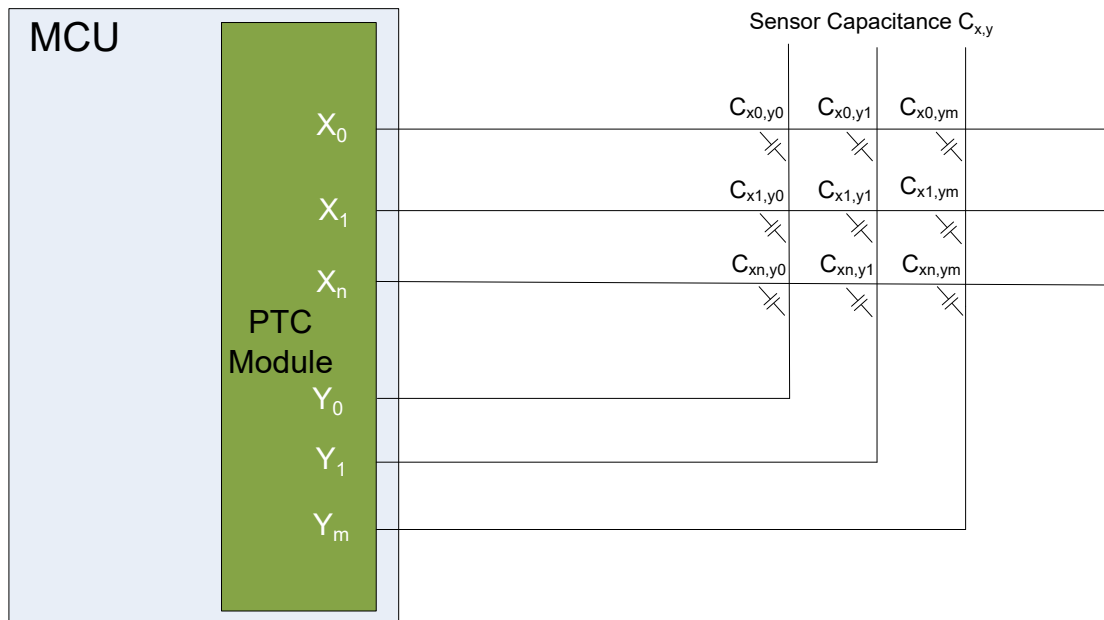 MCU
Sensor Capacitance Cx,y
X0
Cx0,y0 Cx0,y1 Cx0,ym
X1
Cx1,y0 Cx1,y1 Cx1,ym
Xn
Cxn,y0 Cxn,y1 Cxn,ym
PTC
Module
Y0
Y1
Ym